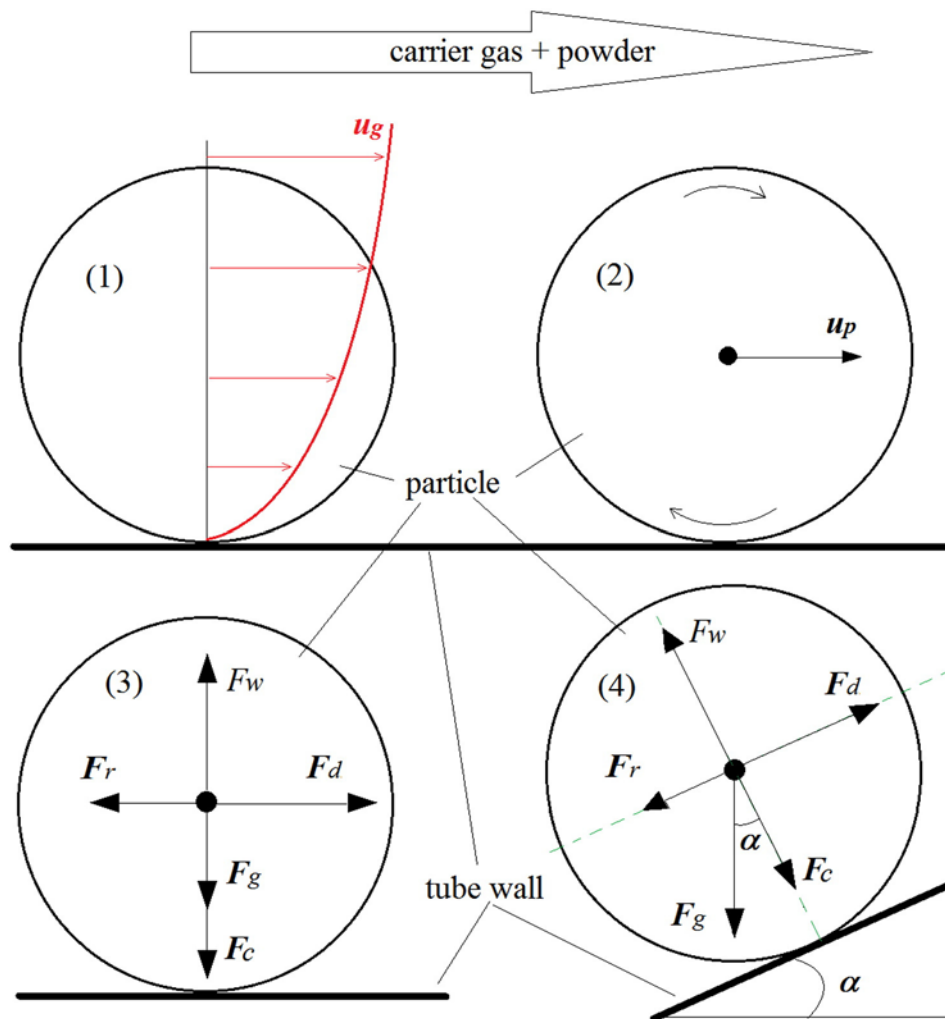 carrier gas + powder
ug
(1)
(2)
up
particle
(3)
Fw
Fr
Fd
Fg
Fc
(4)
Fw
Fd
Fr
α
Fc
Fg
tube wall
α